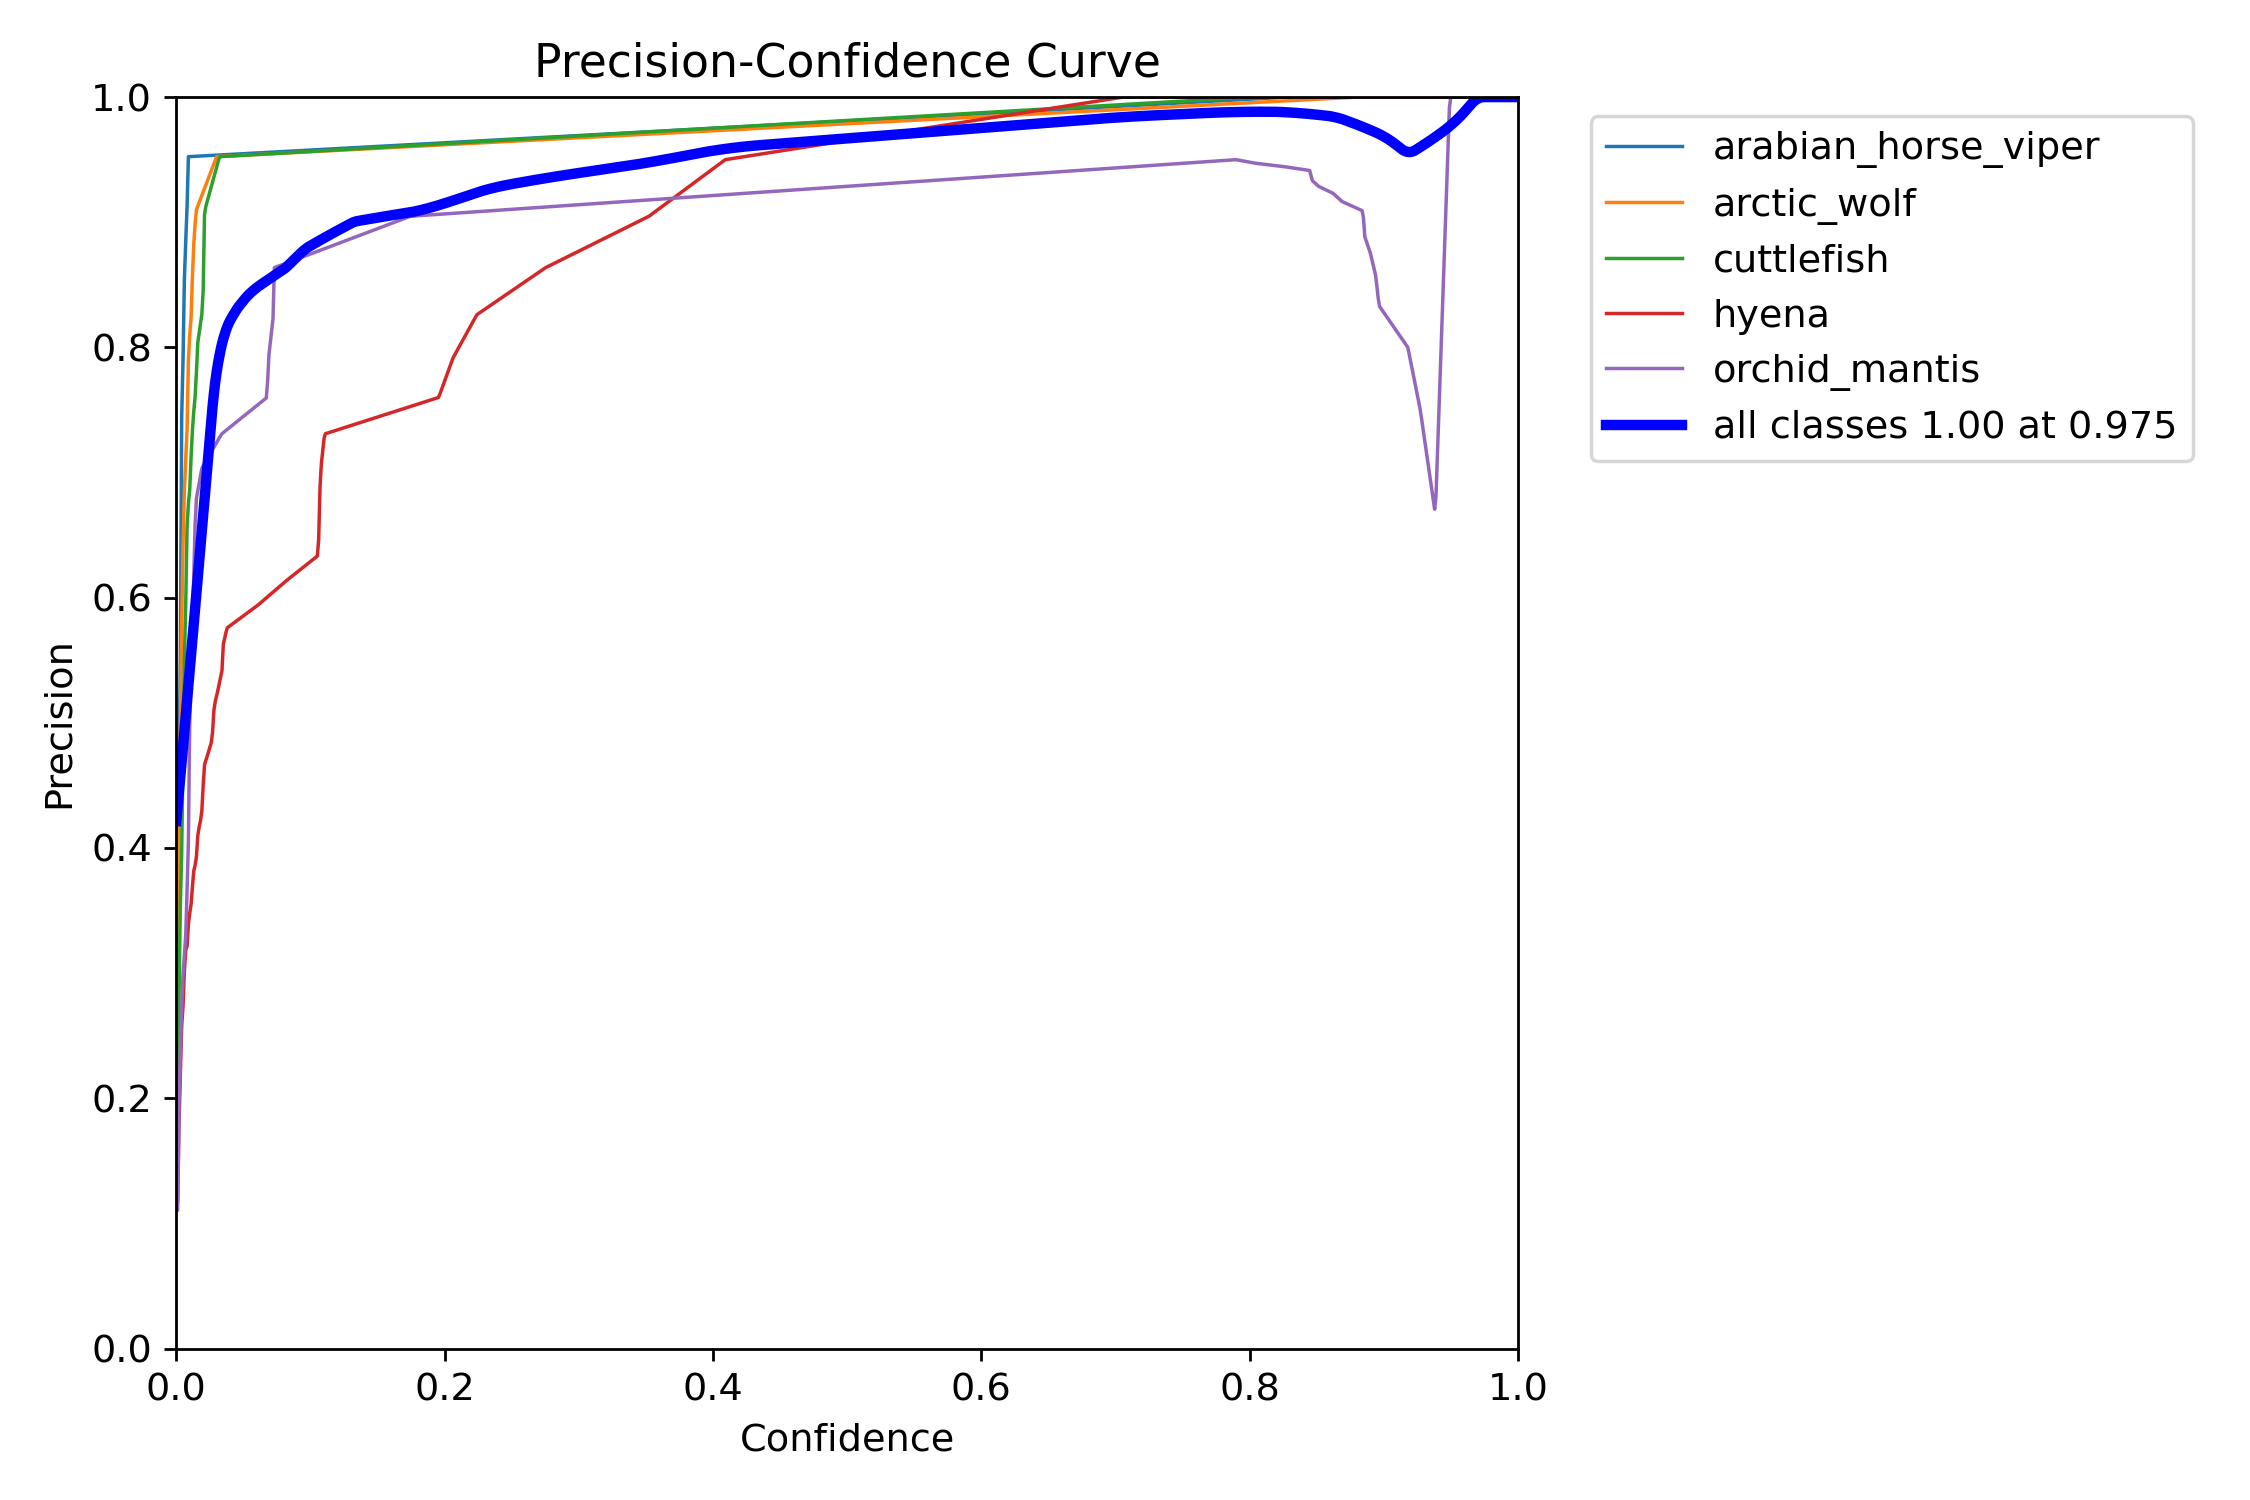 Precision-Confidence Curve
1.0
0.8
0.6
0.4
0.2
0.0
Precision
0.0 0.2 0.4 0.6 0.8 1.0
Confidence
arabian_horse_viper
arctic_wolf
cuttlefish
hyena
orchid_mantis
all classes 1.00 at 0.975